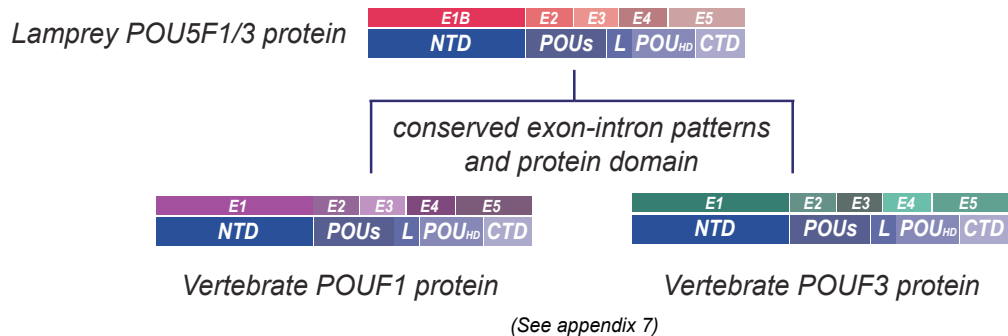 E1B E2 E3 E4 E5
Lamprey POU5F1/3 protein
NTD POUs L POUHD CTD
conserved exon-intron patterns
and protein domain
E1 E2 E3 E4 E5
NTD POUs L POUHD CTD
E1 E2 E3 E4 E5
NTD POUs L POUHD CTD
Vertebrate POUF1 protein
Vertebrate POUF3 protein
(See appendix 7)